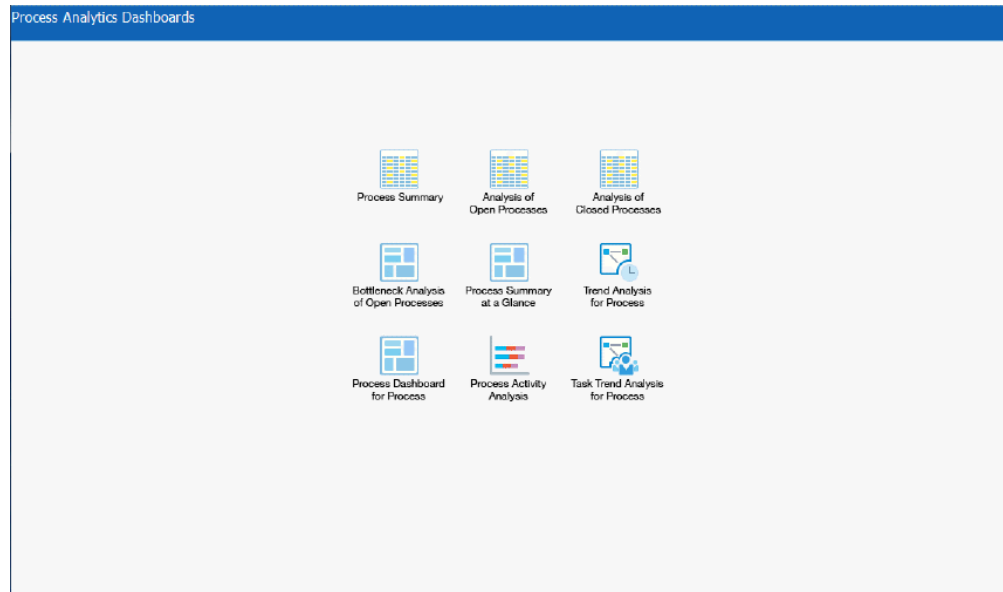 Process Analytics Dashboards
Process Summary
Analysis of
Open Processes
Analysis of
Closed Processes
Bottleneck Analysis
of Open Processes
Process Summary
at a Glance
Trend Analysis
for Process
Process Dashboard
for Process
Process Activity
Analysis
Task Trend Analysis
for Process